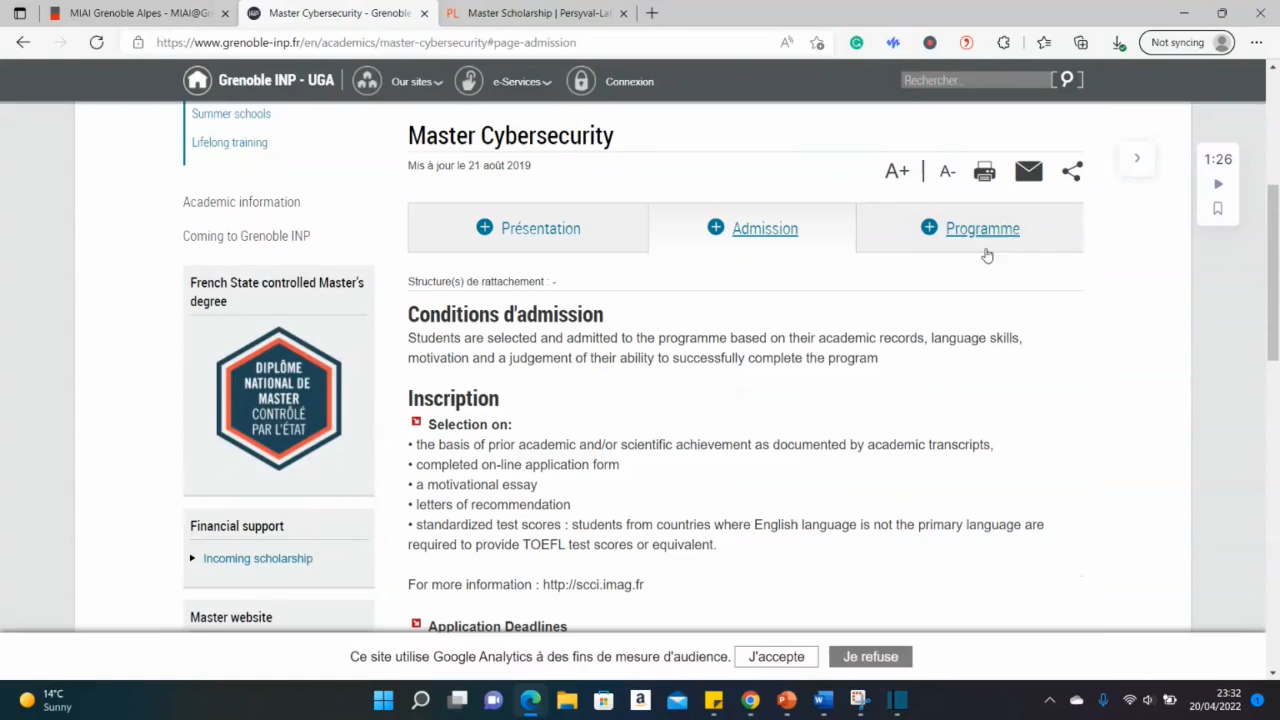 MIAI Grenoble Alpes - MIAI@Gr
Master Cybersecurity - Grenoble
Master Scholarship | Persyval-Lab
https://www.grenoble-inp.fr/en/academics/master-cybersecurity#page-admission
Not syncing
Grenoble INP - UGA
Our sites
e-Services
Connexion
Rechercher...
Summer schools
Lifelong training
Academic information
Coming to Grenoble INP
French State controlled Master's
degree
DIPLÔME
NATIONAL DE
MASTER
CONTRÔLÉ
PAR L'ÉTAT
Financial support
Incoming scholarship
Master website
Master Cybersecurity
Mis à jour le 21 août 2019
A+ | A-
Présentation
Admission
Programme
Structure(s) de rattachement : -
Conditions d'admission
Students are selected and admitted to the programme based on their academic records, language skills,
motivation and a judgement of their ability to successfully complete the program
Inscription
Selection on:
• the basis of prior academic and/or scientific achievement as documented by academic transcripts,
• completed on-line application form
• a motivational essay
• letters of recommendation
• standardized test scores : students from countries where English language is not the primary language are
required to provide TOEFL test scores or equivalent.
For more information : http://scci.imag.fr
Application Deadlines
1:26
Ce site utilise Google Analytics à des fins de mesure d'audience.
J'accepte
Je refuse
14°C
Sunny
23:32
20/04/2022